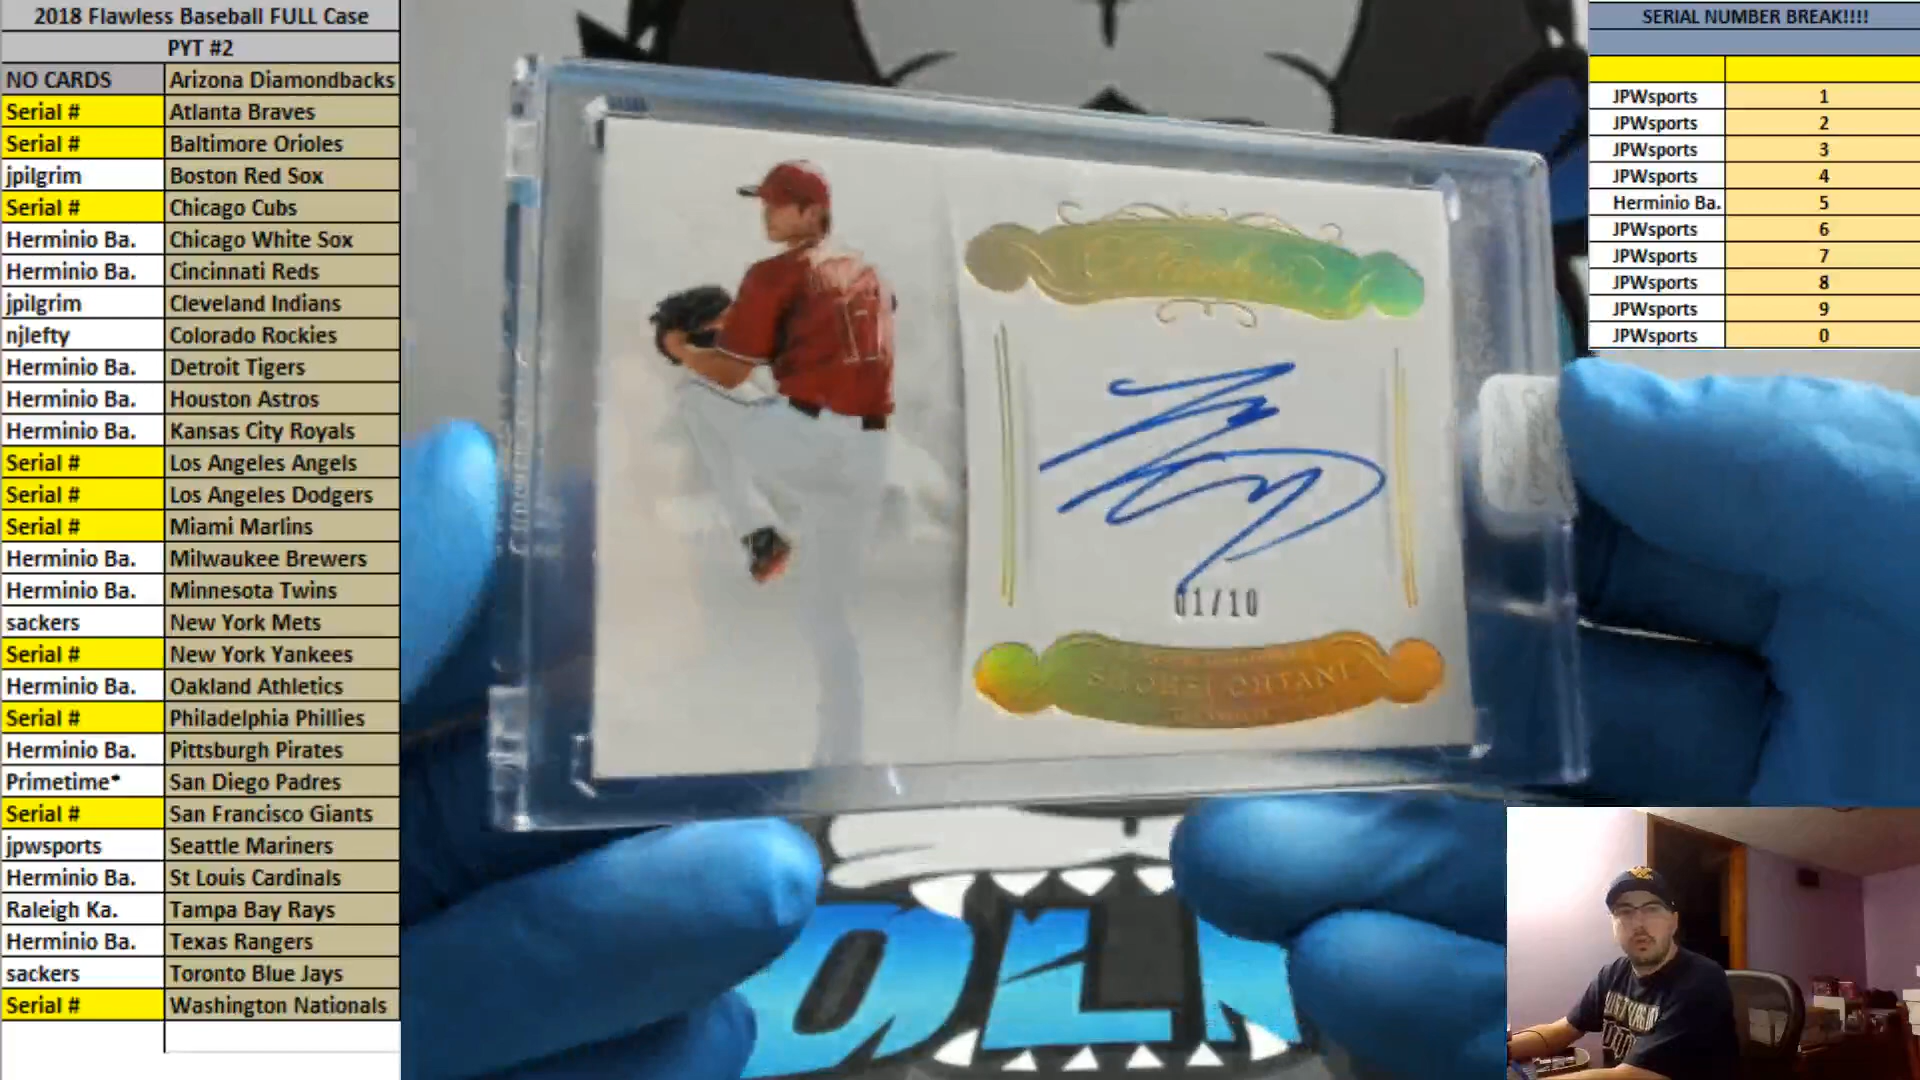 2018 Flawless Baseball FULL Case
PYT #2
NO CARDS Arizona Diamondbacks
Serial # Atlanta Braves
Serial # Baltimore Orioles
jpilgrim Boston Red Sox
Serial # Chicago Cubs
Herminio Ba. Chicago White Sox
Herminio Ba. Cincinnati Reds
jpilgrim Cleveland Indians
njlefty Colorado Rockies
Herminio Ba. Detroit Tigers
Herminio Ba. Houston Astros
Herminio Ba. Kansas City Royals
Serial # Los Angeles Angels
Serial # Los Angeles Dodgers
Serial # Miami Marlins
Herminio Ba. Milwaukee Brewers
Herminio Ba. Minnesota Twins
sackers New York Mets
Serial # New York Yankees
Herminio Ba. Oakland Athletics
Serial # Philadelphia Phillies
Herminio Ba. Pittsburgh Pirates
Primetime* San Diego Padres
Serial # San Francisco Giants
jpwsports Seattle Mariners
Herminio Ba. St Louis Cardinals
Raleigh Ka. Tampa Bay Rays
Herminio Ba. Texas Rangers
sackers Toronto Blue Jays
Serial # Washington Nationals
17
01/10
SHOHEI OHTANI
SERIAL NUMBER BREAK!!!!
JPWsports 1
JPWsports 2
JPWsports 3
JPWsports 4
Herminio Ba. 5
JPWsports 6
JPWsports 7
JPWsports 8
JPWsports 9
JPWsports 0